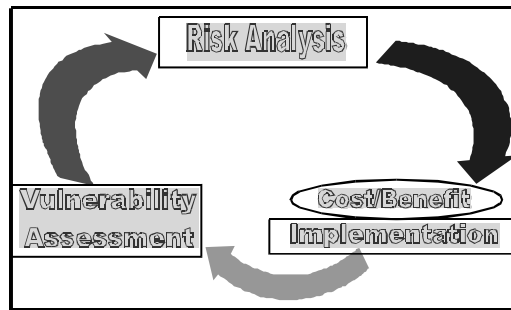 Risk Analysis
Cost/Benefit
Implementation
Vulnerability
Assessment